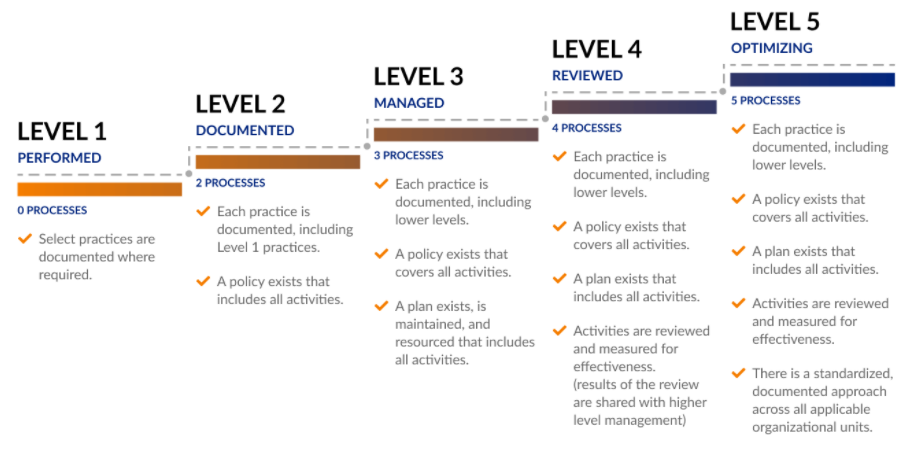 LEVEL 1
PERFORMED
0 PROCESSES
Select practices are
documented where
required.
LEVEL 2
DOCUMENTED
2 PROCESSES
Each practice is
documented, including
Level 1 practices.
A policy exists that
includes all activities.
LEVEL 3
MANAGED
3 PROCESSES
Each practice is
documented, including
lower levels.
A policy exists that
covers all activities.
A plan exists, is
maintained, and
resourced that includes
all activities.
LEVEL 4
REVIEWED
4 PROCESSES
Each practice is
documented, including
lower levels.
A policy exists that
covers all activities.
A plan exists that
includes all activities.
Activities are reviewed
and measured for
effectiveness.
(results of the review
are shared with higher
level management)
LEVEL 5
OPTIMIZING
5 PROCESSES
Each practice is
documented, including
lower levels.
A policy exists that
covers all activities.
A plan exists that
includes all activities.
Activities are reviewed
and measured for
effectiveness.
There is a standardized,
documented approach
across all applicable
organizational units.